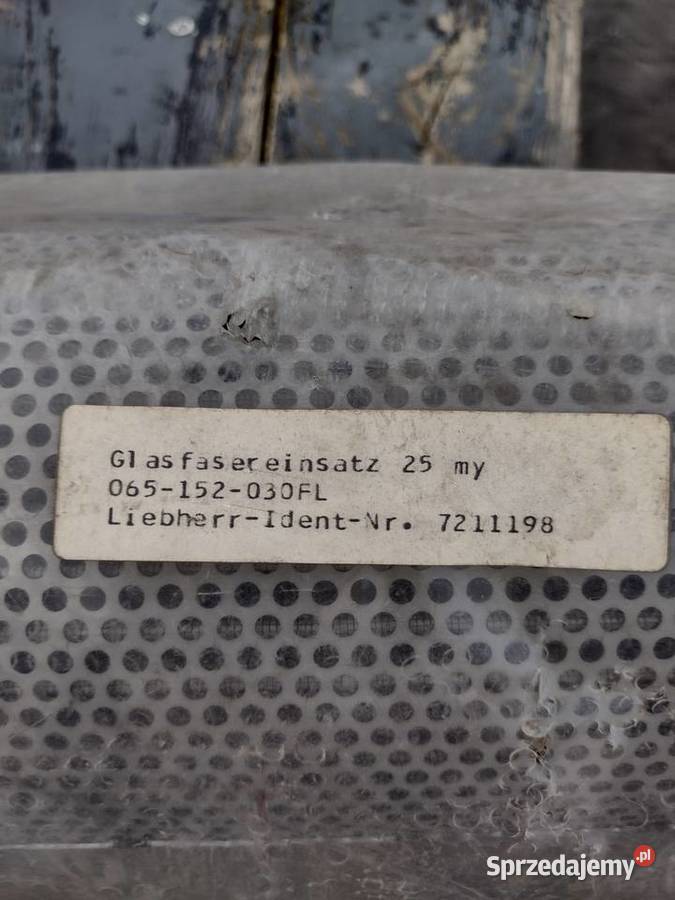 Glasfasereinsatz 25 my
065-152-030FL
Liebherr-Ident-Nr. 7211198
Sprzedajemy.pl